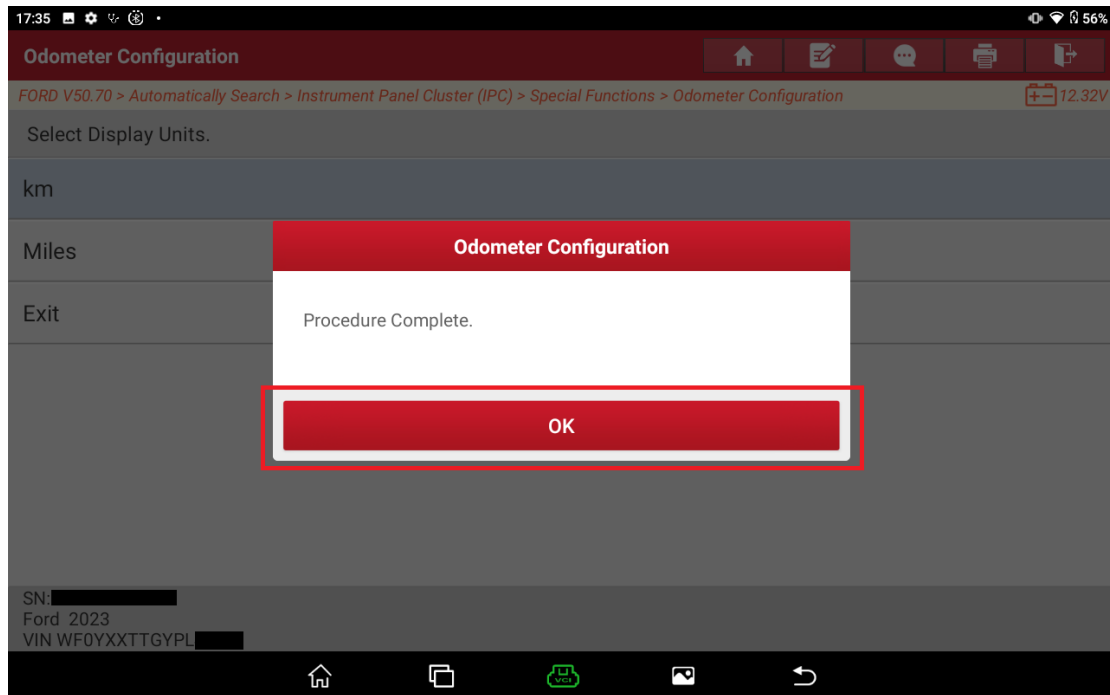 17:35 56%
Odometer Configuration
FORD V50.70 > Automatically Search > Instrument Panel Cluster (IPC) > Special Functions > Odometer Configuration 12.32V
Select Display Units.
km
Miles
Exit
Odometer Configuration
Procedure Complete.
OK
SN:
Ford 2023
VIN WF0YXXTTGYPL
VCI